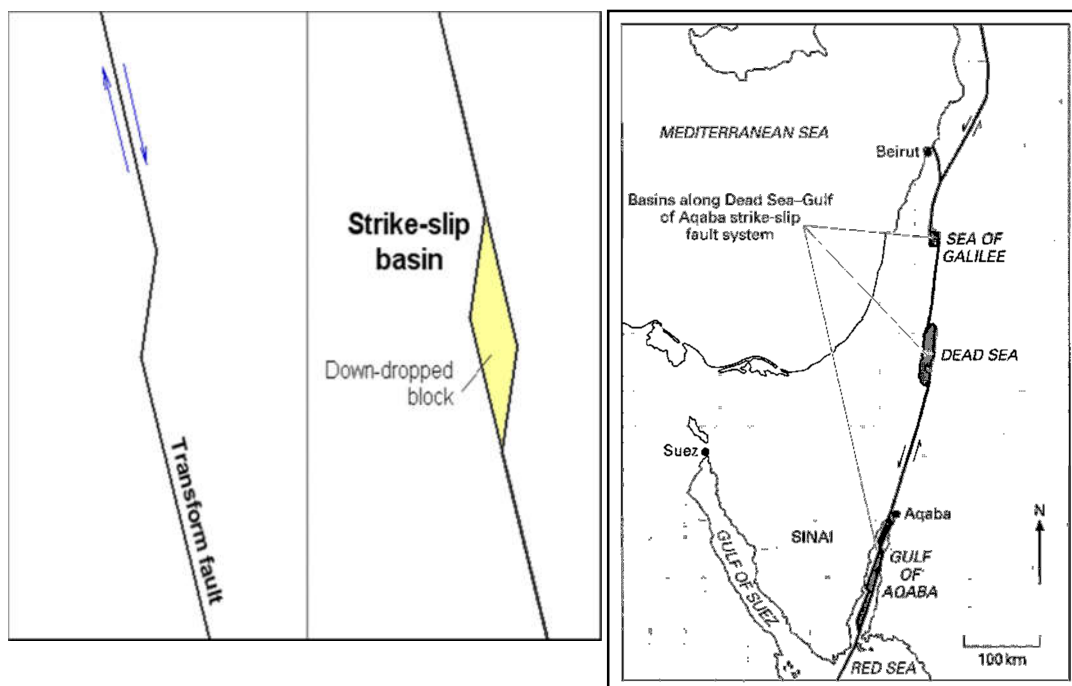 Strike-slip
basin
Down-dropped
block
Transform fault
MEDITERRANEAN SEA
Beirut
Basins along Dead Sea–Gulf
of Aqaba strike-slip
fault system
SEA OF
GALILEE
DEAD SEA
Suez
Aqaba
N
SINAI
GULF OF SUEZ
GULF
OF
AQABA
RED SEA
100 km